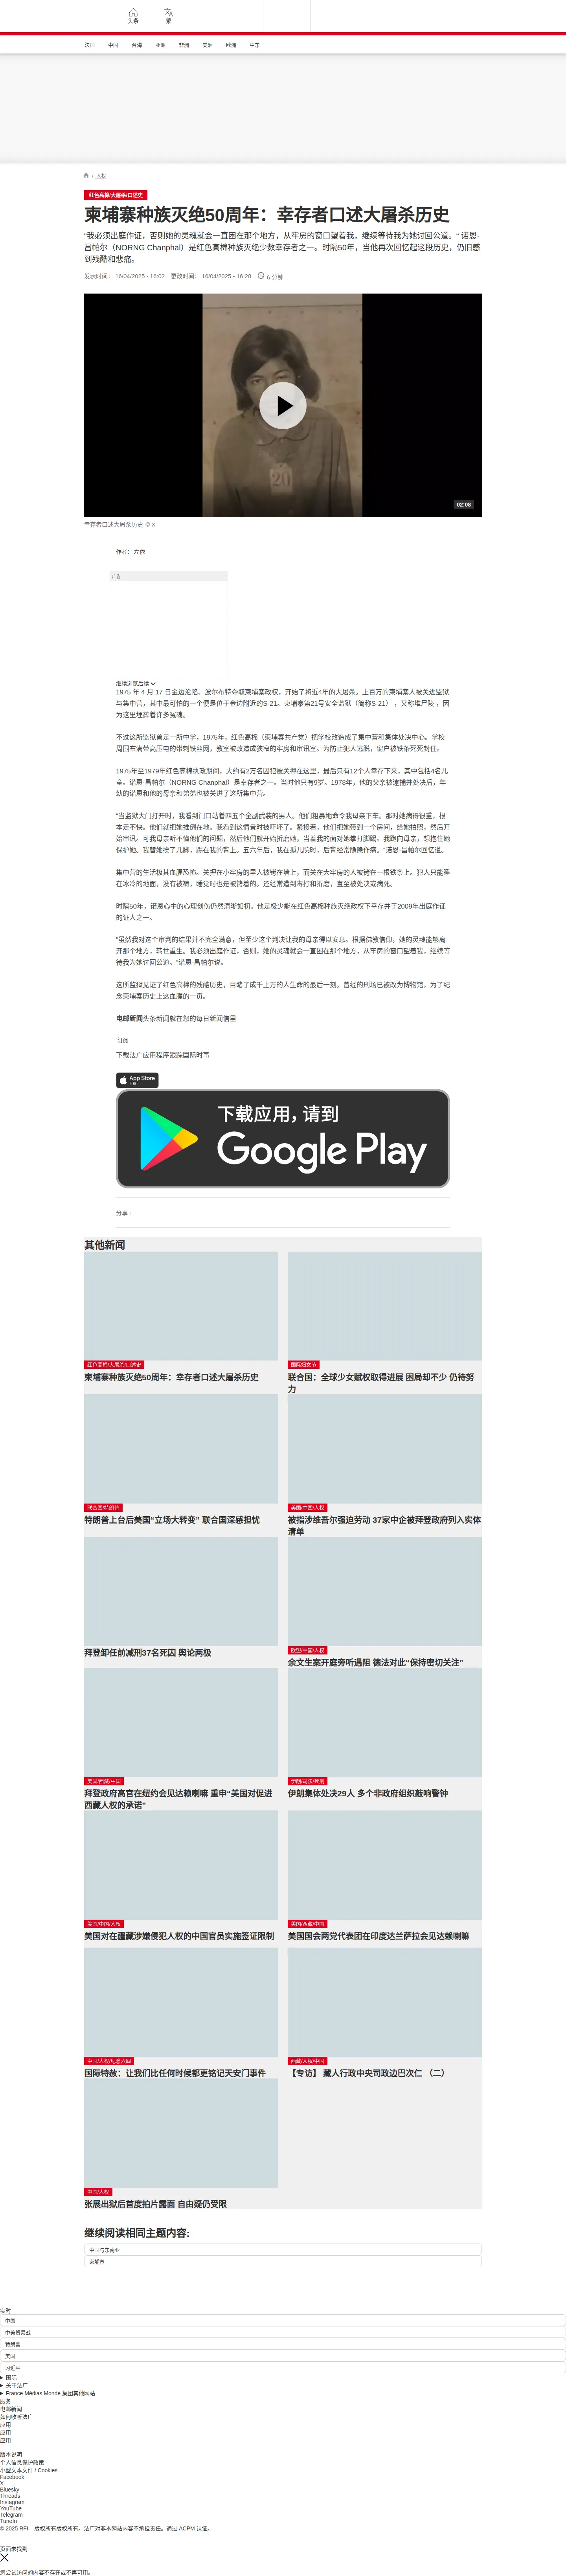 头条
繁
法国
中国
台海
亚洲
非洲
美洲
欧洲
中东
/ 人权
红色高棉/大屠杀/口述史
柬埔寨种族灭绝50周年：幸存者口述大屠杀历史
“我必须出庭作证，否则她的灵魂就会一直困在那个地方，从牢房的窗口望着我，继续等待我为她讨回公道。“ 诺恩·
昌帕尔（NORNG Chanphal）是红色高棉种族灭绝少数幸存者之一。时隔50年，当他再次回忆起这段历史，仍旧感
到残酷和悲痛。
发表时间： 16/04/2025 - 16:02 更改时间： 16/04/2025 - 16:28 6 分钟
20
02:08
幸存者口述大屠杀历史 © X
作者： 左依
广告
继续浏览后续
1975 年 4 月 17 日金边沦陷、波尔布特夺取柬埔寨政权，开始了将近4年的大屠杀。上百万的柬埔寨人被关进监狱
与集中营，其中最可怕的一个便是位于金边附近的S-21。柬埔寨第21号安全监狱（简称S-21） ，又称堆尸陵 ，因
为这里埋葬着许多冤魂。
不过这所监狱曾是一所中学，1975年，红色高棉（柬埔寨共产党）把学校改造成了集中营和集体处决中心。学校
周围布满带高压电的带刺铁丝网，教室被改造成狭窄的牢房和审讯室。为防止犯人逃脱，窗户被铁条死死封住。
1975年至1979年红色高棉执政期间，大约有2万名囚犯被关押在这里，最后只有12个人幸存下来，其中包括4名儿
童。诺恩·昌帕尔（NORNG Chanphal）是幸存者之一。当时他只有9岁。1978年，他的父亲被逮捕并处决后，年
幼的诺恩和他的母亲和弟弟也被关进了这所集中营。
“当监狱大门打开时，我看到门口站着四五个全副武装的男人。他们粗暴地命令我母亲下车。那时她病得很重，根
本走不快。他们就把她推倒在地。我看到这情景时被吓坏了，紧接着，他们把她带到一个房间，给她拍照，然后开
始审讯。可我母亲听不懂他们的问题，然后他们就开始折磨她，当着我的面对她拳打脚踢。我跑向母亲，想抱住她
保护她。我替她挨了几脚，踢在我的背上。五六年后，我在孤儿院时，后背经常隐隐作痛。“诺恩·昌帕尔回忆道。
集中营的生活极其血腥恐怖。关押在小牢房的里人被铐在墙上，而关在大牢房的人被铐在一根铁条上。犯人只能睡
在冰冷的地面，没有被褥，睡觉时也是被铐着的。还经常遭到毒打和折磨，直至被处决或病死。
时隔50年，诺恩心中的心理创伤仍然清晰如初。他是极少能在红色高棉种族灭绝政权下幸存并于2009年出庭作证
的证人之一。
“虽然我对这个审判的结果并不完全满意，但至少这个判决让我的母亲得以安息。根据佛教信仰，她的灵魂能够离
开那个地方，转世重生。我必须出庭作证，否则，她的灵魂就会一直困在那个地方，从牢房的窗口望着我，继续等
待我为她讨回公道。”诺恩·昌帕尔说。
这所监狱见证了红色高棉的残酷历史，目睹了成千上万的人生命的最后一刻。曾经的刑场已被改为博物馆，为了纪
念柬埔寨历史上这血腥的一页。
电邮新闻头条新闻就在您的每日新闻信里
订阅
下载法广应用程序跟踪国际时事
App Store
下载
下载应用，请到
Google Play
分享 :
其他新闻
红色高棉/大屠杀/口述史
柬埔寨种族灭绝50周年：幸存者口述大屠杀历史
国际妇女节
联合国：全球少女赋权取得进展 困局却不少 仍待努
力
联合国/特朗普
特朗普上台后美国“立场大转变” 联合国深感担忧
美国/中国/人权
被指涉维吾尔强迫劳动 37家中企被拜登政府列入实体
清单
拜登卸任前减刑37名死囚 舆论两极
欧盟/中国/人权
余文生案开庭旁听遇阻 德法对此“保持密切关注”
美国/西藏/中国
拜登政府高官在纽约会见达赖喇嘛 重申“美国对促进
西藏人权的承诺”
伊朗/司法/死刑
伊朗集体处决29人 多个非政府组织敲响警钟
美国/中国/人权
美国对在疆藏涉嫌侵犯人权的中国官员实施签证限制
美国/西藏/中国
美国国会两党代表团在印度达兰萨拉会见达赖喇嘛
中国/人权/纪念六四
国际特赦：让我们比任何时候都更铭记天安门事件
西藏/人权/中国
【专访】 藏人行政中央司政边巴次仁 （二）
中国/人权
张展出狱后首度拍片露面 自由疑仍受限
继续阅读相同主题内容:
中国与东南亚
柬埔寨
实时
中国
中美贸易战
特朗普
美国
习近平
国际
关于法广
France Médias Monde 集团其他网站
服务
电邮新闻
如何收听法广
应用
应用
应用
版本说明
个人信息保护政策
小型文本文件 / Cookies
Facebook
X
Bluesky
Threads
Instagram
YouTube
Telegram
TuneIn
© 2025 RFI – 版权所有版权所有。法广对非本网站内容不承担责任。通过 ACPM 认证。
页面未找到
您尝试访问的内容不存在或不再可用。